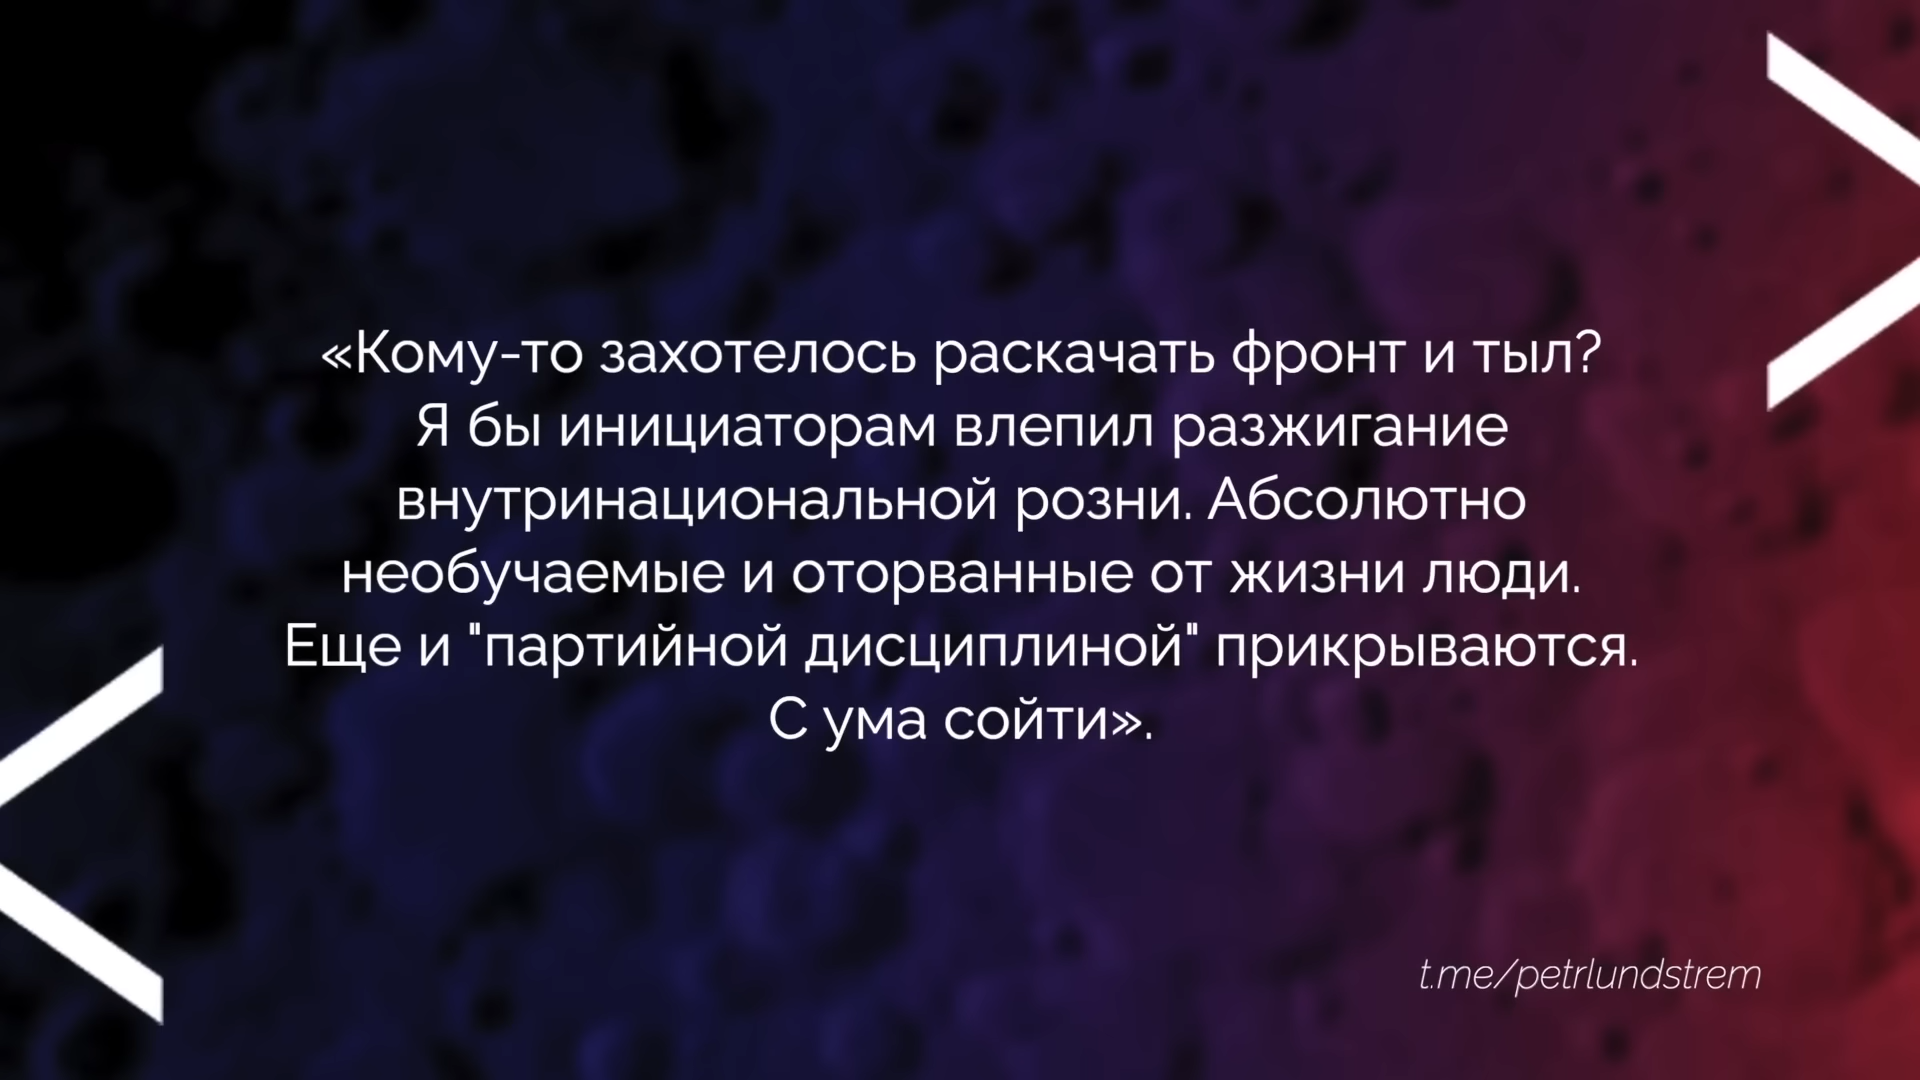 «Кому-то захотелось раскачать фронт и тыл?
Я бы инициаторам влепил разжигание
внутринациональной розни. Абсолютно
необучаемые и оторванные от жизни люди.
Еще и "партийной дисциплиной" прикрываются.
С ума сойти».
t.me/petrlundstrem